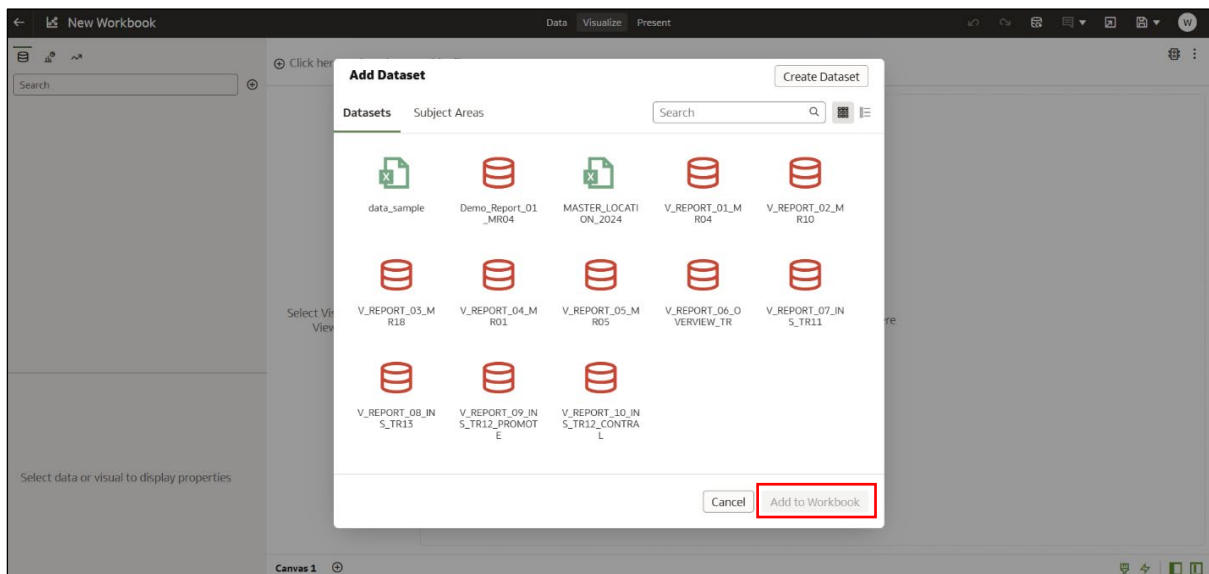 New Workbook
Data Visualize Present
W
Search
Click her
Add Dataset
Create Dataset
Datasets Subject Areas
Search
data_sample
Demo_Report_01
_MR04
MASTER_LOCATI
ON_2024
V_REPORT_01_M
R04
V_REPORT_02_M
R10
V_REPORT_03_M
R18
V_REPORT_04_M
R01
V_REPORT_05_M
R05
V_REPORT_06_O
VERVIEW_TR
V_REPORT_07_IN
S_TR11
Select Vis
View
re
V_REPORT_08_IN
S_TR13
V_REPORT_09_IN
S_TR12_PROMOT
E
V_REPORT_10_IN
S_TR12_CONTRA
L
Select data or visual to display properties
Cancel Add to Workbook
Canvas 1